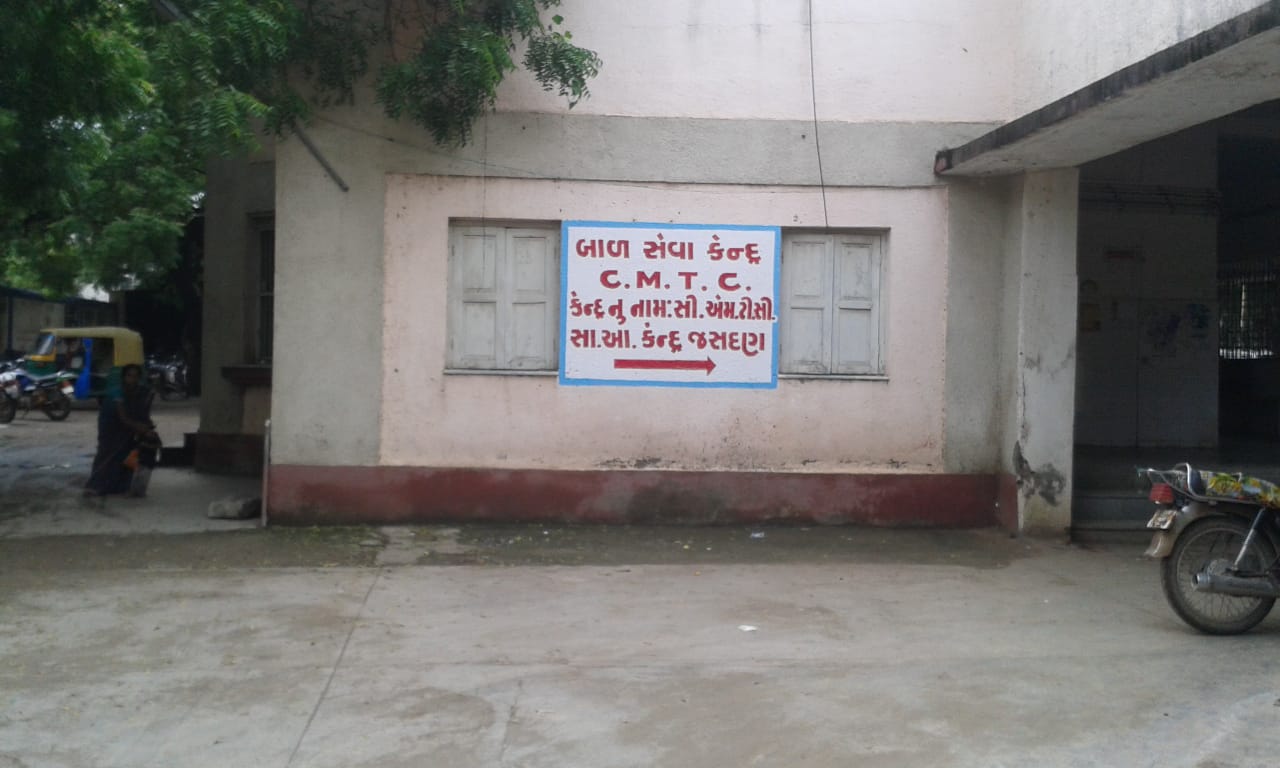 બાળ સેવા કેન્દ્ર
C.M.T.C.
કેન્દ્ર નુ નામ:સી.એમ.ટી.સી.
સા.આ. કેન્દ્ર જસદણ